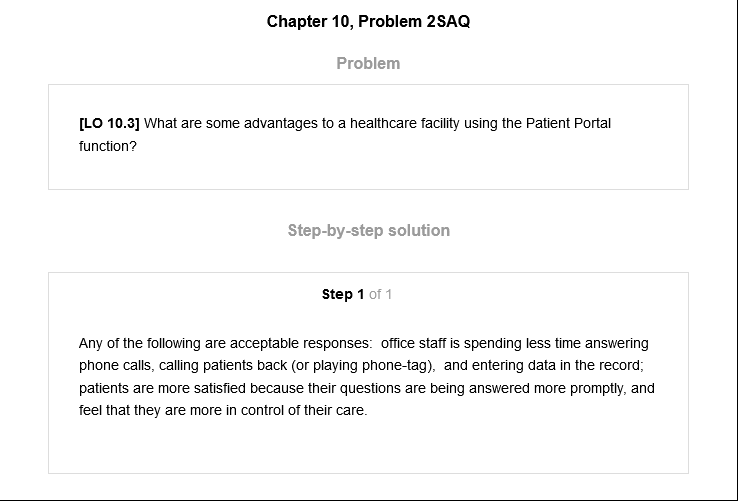 Chapter 10, Problem 2SAQ
Problem
[LO 10.3] What are some advantages to a healthcare facility using the Patient Portal
function?
Step-by-step solution
Step 1 of 1
Any of the following are acceptable responses:  office staff is spending less time answering
phone calls, calling patients back (or playing phone-tag),  and entering data in the record;
patients are more satisfied because their questions are being answered more promptly, and
feel that they are more in control of their care.